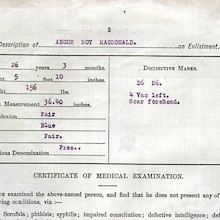 2
Description of ANGUS ROY MACDONALD. on Enlistment.
26 years 3 months.
5 feet 10 inches
156 lbs.
Measurement 36.40 inches
Fair
Blue
Fair.
ious Denomination Pres..
DISTINCTIVE MARKS.
D6 D6.
4 Vac left.
Scar forehead.
CERTIFICATE OF MEDICAL EXAMINATION.
examined the above-named person, and find that he does not present any of
wing conditions, viz.:—
Scrofula; phthisis; syphilis; impaired constitution; defective intelligence;